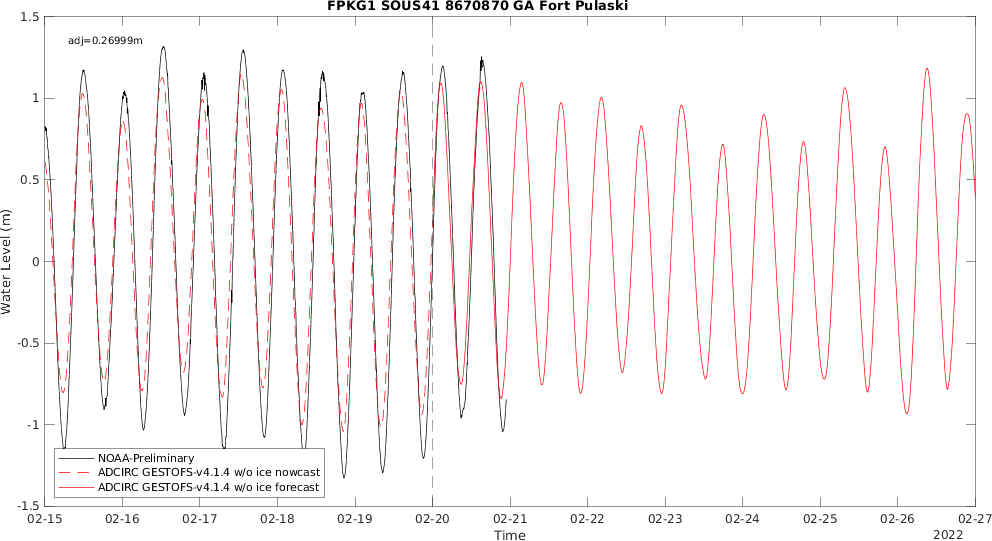 FPKG1 SOUS41 8670870 GA Fort Pulaski
adj=0.26999m
1.5
1
0.5
0
-0.5
-1
-1.5
Water Level (m)
NOAA-Preliminary
ADCIRC GESTOFS-v4.1.4 w/o ice nowcast
ADCIRC GESTOFS-v4.1.4 w/o ice forecast
02-15 02-16 02-17 02-18 02-19 02-20 02-21 02-22 02-23 02-24 02-25 02-26 02-27
Time
2022